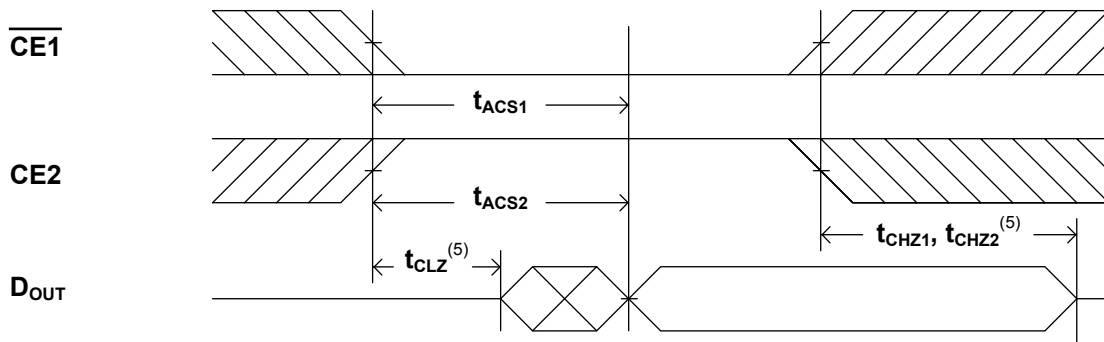 CE1
tACS1
CE2
tACS2
tCHZ1, tCHZ2(5)
tCLZ(5)
DOUT